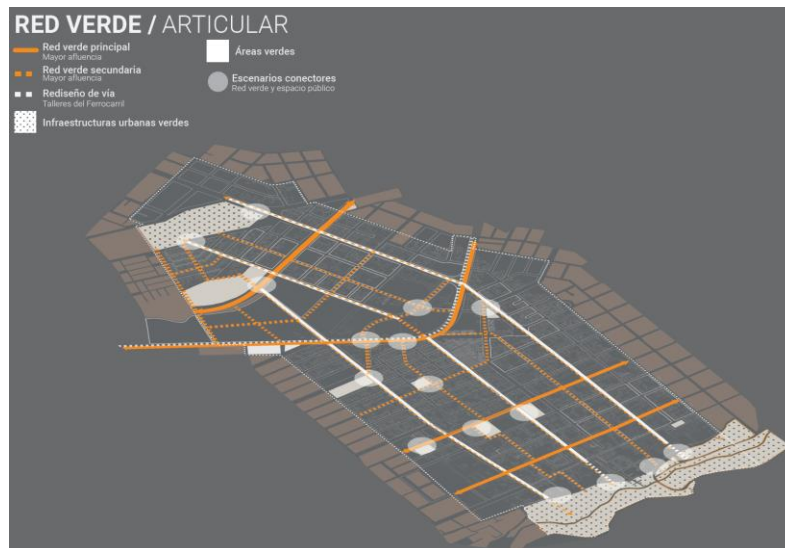 RED VERDE / ARTICULAR
Red verde principal
Mayor afluencia
Red verde secundaria
Mayor afluencia
Rediseño de vía
Talleres del Ferrocarril
Infraestructuras urbanas verdes
Áreas verdes
Escenarios conectores
Red verde y espacio público